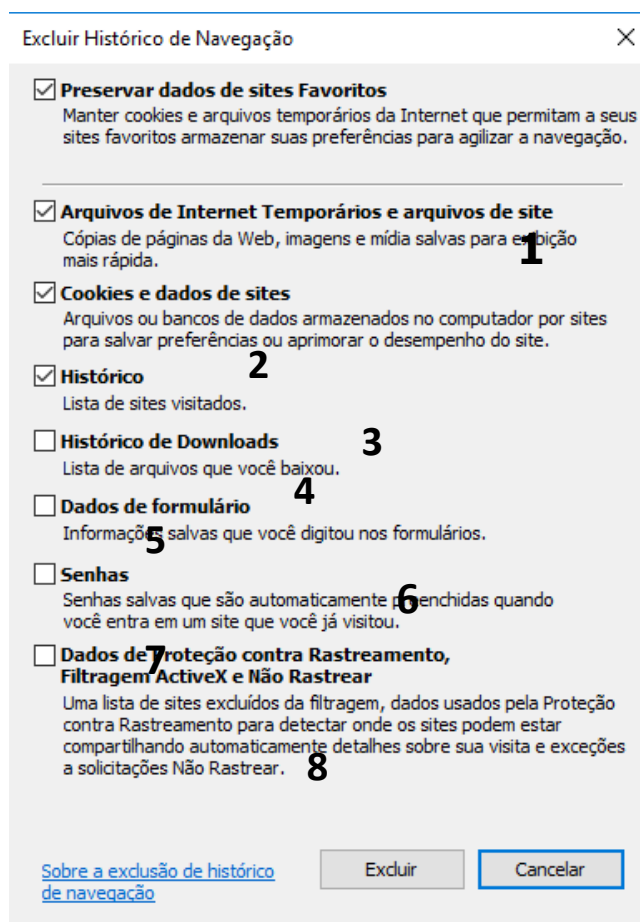 Excluir Histórico de Navegação
Preservar dados de sites Favoritos
Manter cookies e arquivos temporários da Internet que permitam a seus
sites favoritos armazenar suas preferências para agilizar a navegação.
Arquivos de Internet Temporários e arquivos de site
Cópias de páginas da Web, imagens e mídia salvas para exibição
1
mais rápida.
Cookies e dados de sites
Arquivos ou bancos de dados armazenados no computador por sites
para salvar preferências ou aprimorar o desempenho do site.
2
Histórico
Lista de sites visitados.
Histórico de Downloads
3
Lista de arquivos que você baixou.
4
Dados de formulário
Informações salvas que você digitou nos formulários.
5
Senhas
Senhas salvas que são automaticamente preenchidas quando
6
você entra em um site que você já visitou.
Dados de Proteção contra Rastreamento,
7
Filtragem ActiveX e Não Rastrear
Uma lista de sites excluídos da filtragem, dados usados pela Proteção
contra Rastreamento para detectar onde os sites podem estar
compartilhando automaticamente detalhes sobre sua visita e exceções
a solicitações Não Rastrear.
8
Sobre a exclusão de histórico
de navegação
Excluir
Cancelar